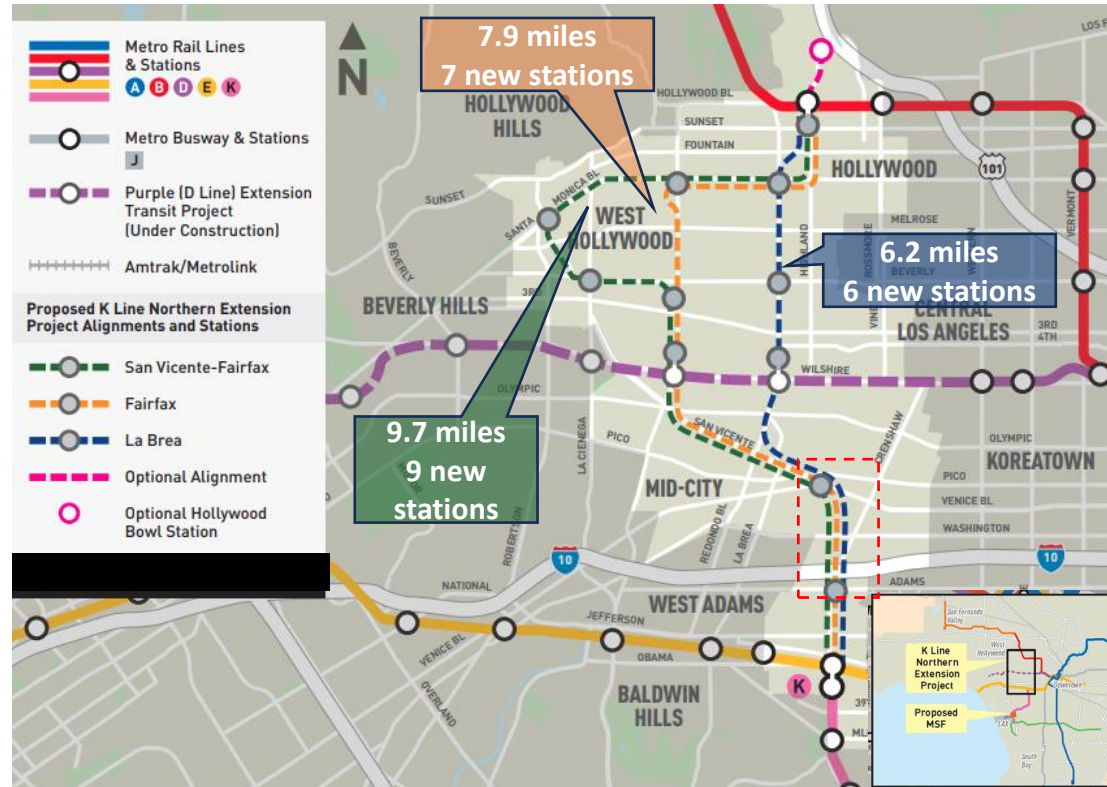 Metro Rail Lines
& Stations
A B D E K
Metro Busway & Stations
J
Purple (D Line) Extension
Transit Project
(Under Construction)
Amtrak/Metrolink
Proposed K Line Northern Extension
Project Alignments and Stations
San Vicente-Fairfax
Fairfax
La Brea
Optional Alignment
Optional Hollywood
Bowl Station
N
7.9 miles
7 new stations
HOLLYWOOD
HILLS
HOLLYWOOD BL
SUNSET
FOUNTAIN
HOLLYWOOD
101
LOS F
VERMONT
SUNSET
SANTA MONICA BL
WEST
HOLLYWOOD
HIGHLAND
MELROSE
ROSSMORE
BEVERLY
6.2 miles
6 new stations
BEVERLY
BEVERLY HILLS
3RD
VINE
CENTRAL
LOS ANGELES
3RD
4TH
WILSHIRE
OLYMPIC
9.7 miles
9 new
stations
LA CIENEGA
PICO
SAN VICENTE
CRENSHAW
OLYMPIC
KOREATOWN
MID-CITY
PICO
VENICE BL
WASHINGTON
ROBERTSON
REDONDO BL
LA BREA
10
10
NATIONAL
ADAMS
WEST ADAMS
JEFFERSON
OBAMA
VENICE BL
OVERLAND
BALDWIN
HILLS
K
39T
ML
San Fernando
Valley
West
Hollywood
K Line
Northern
Extension
Project
DOWNTOWN
Proposed
MSF
LAX
South
Bay